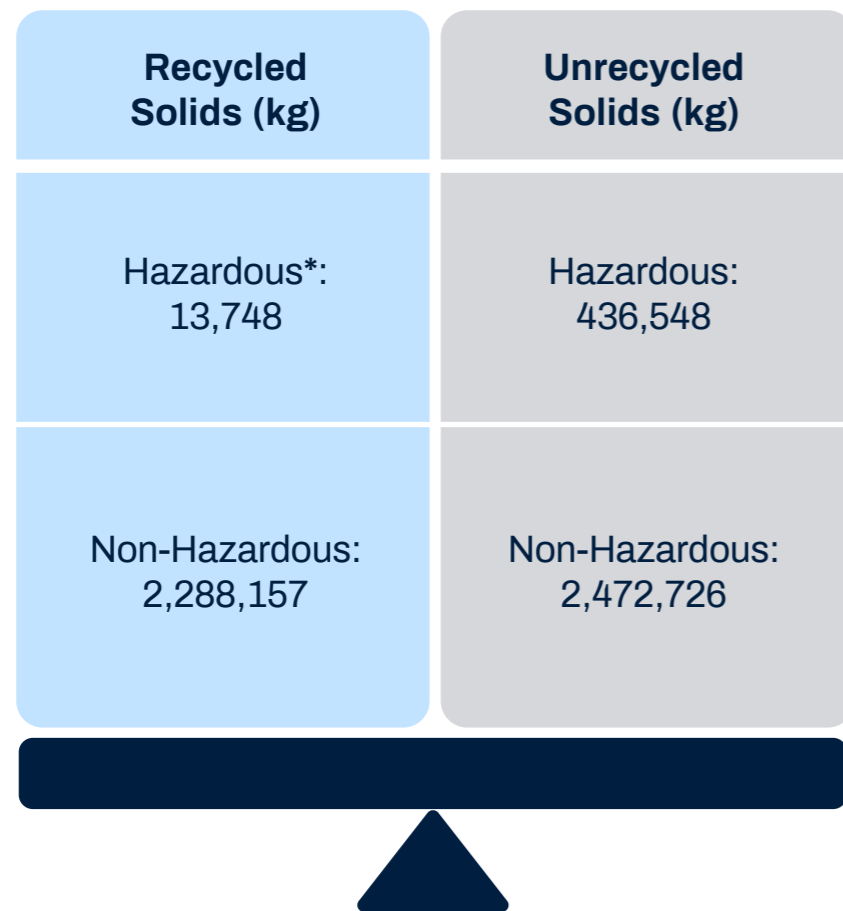 Recycled
Solids (kg)
Unrecycled
Solids (kg)
Hazardous*:
13,748
Hazardous:
436,548
Non-Hazardous:
2,288,157
Non-Hazardous:
2,472,726